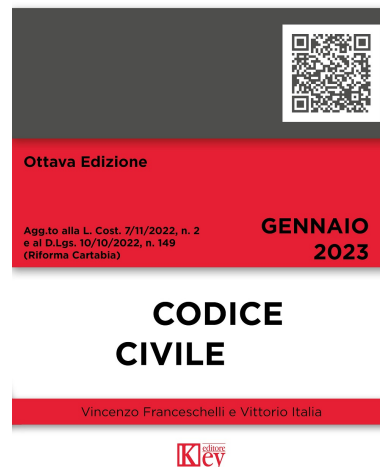 Ottava Edizione
Agg.to alla L. Cost. 7/11/2022, n. 2
e al D.Lgs. 10/10/2022, n. 149
(Riforma Cartabia)
GENNAIO
2023
CODICE
CIVILE
Vincenzo Franceschelli e Vittorio Italia
Key
editore